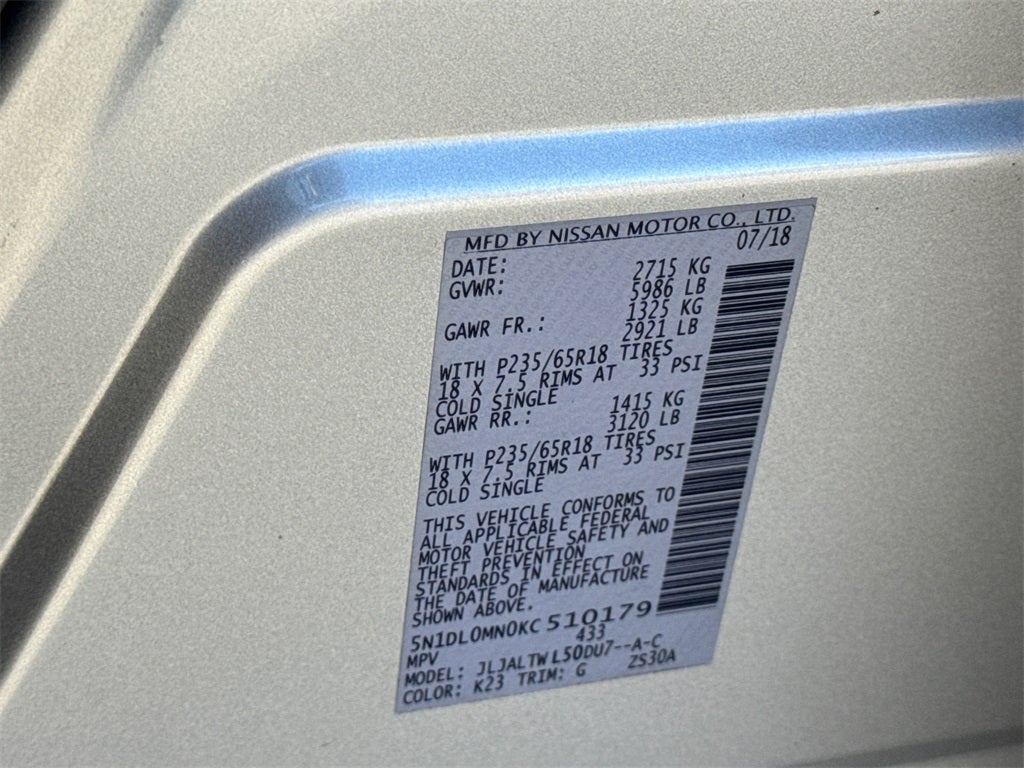 MFD BY NISSAN MOTOR CO., LTD.
DATE: 07/18
GVWR: 2715 KG
5986 LB
GAWR FR.: 1325 KG
2921 LB
WITH P235/65R18 TIRES
18 X 7.5 RIMS AT 33 PSI
COLD SINGLE
GAWR RR.: 1415 KG
3120 LB
WITH P235/65R18 TIRES
18 X 7.5 RIMS AT 33 PSI
COLD SINGLE
THIS VEHICLE CONFORMS TO
ALL APPLICABLE FEDERAL
MOTOR VEHICLE SAFETY AND
THEFT PREVENTION
STANDARDS IN EFFECT ON
THE DATE OF MANUFACTURE
SHOWN ABOVE.
5N1DL0MN0KC510179
MPV 433
MODEL: JLJALTWL50DU7--A-C
COLOR: K23 TRIM: G ZS30A